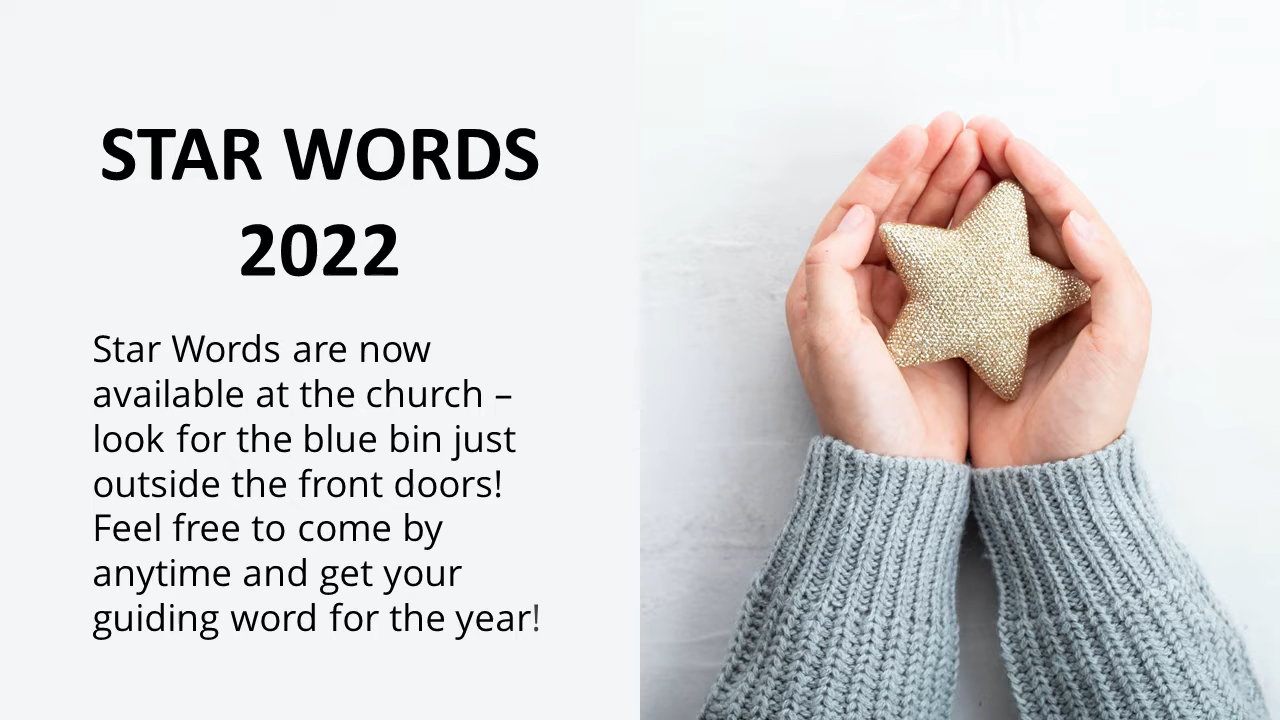 STAR WORDS
2022
Star Words are now
available at the church –
look for the blue bin just
outside the front doors!
Feel free to come by
anytime and get your
guiding word for the year!